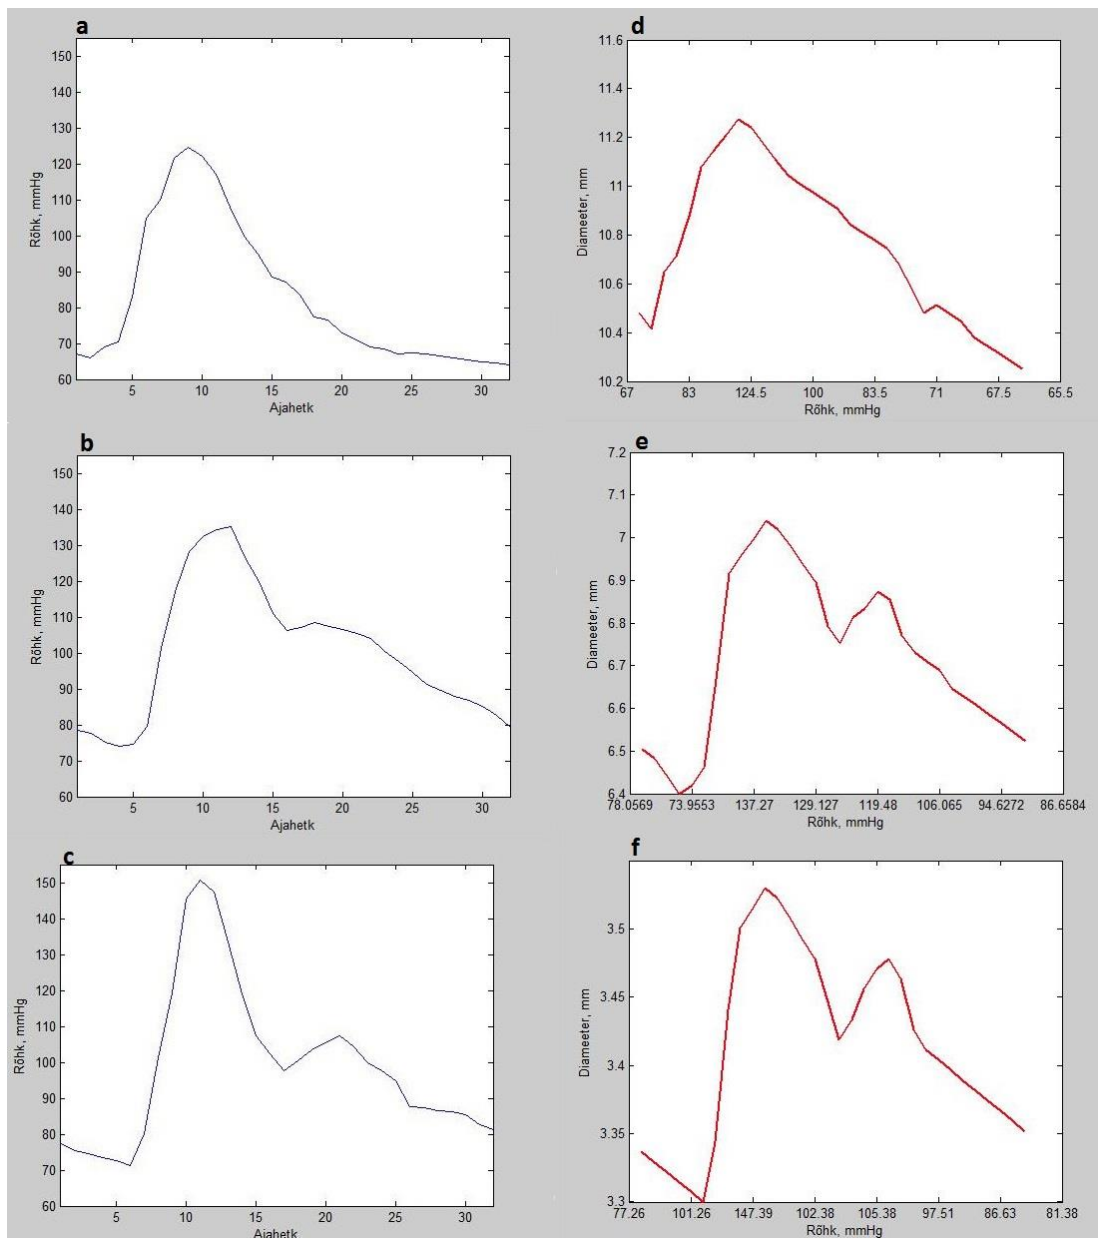 a
150
140
130
120
110
100
90
80
70
60
Rõhk, mmHg
5 10 15 20 25 30
Ajahetk
d
11.6
11.4
11.2
11
10.8
10.6
10.4
10.2
Diameeter, mm
67 83 124.5 100 83.5 71 67.5 65.5
Rõhk, mmHg
b
150
140
130
120
110
100
90
80
70
60
Rõhk, mmHg
5 10 15 20 25 30
Ajahetk
e
7.2
7.1
7
6.9
6.8
6.7
6.6
6.5
6.4
Diameeter, mm
78.0569 73.9553 137.27 129.127 119.48 106.065 94.6272 86.6584
Rõhk, mmHg
c
150
140
130
120
110
100
90
80
70
60
Rõhk, mmHg
5 10 15 20 25 30
Ajahetk
f
3.5
3.45
3.4
3.35
3.3
Diameeter, mm
77.26 101.26 147.39 102.38 105.38 97.51 86.63 81.38
Rõhk, mmHg